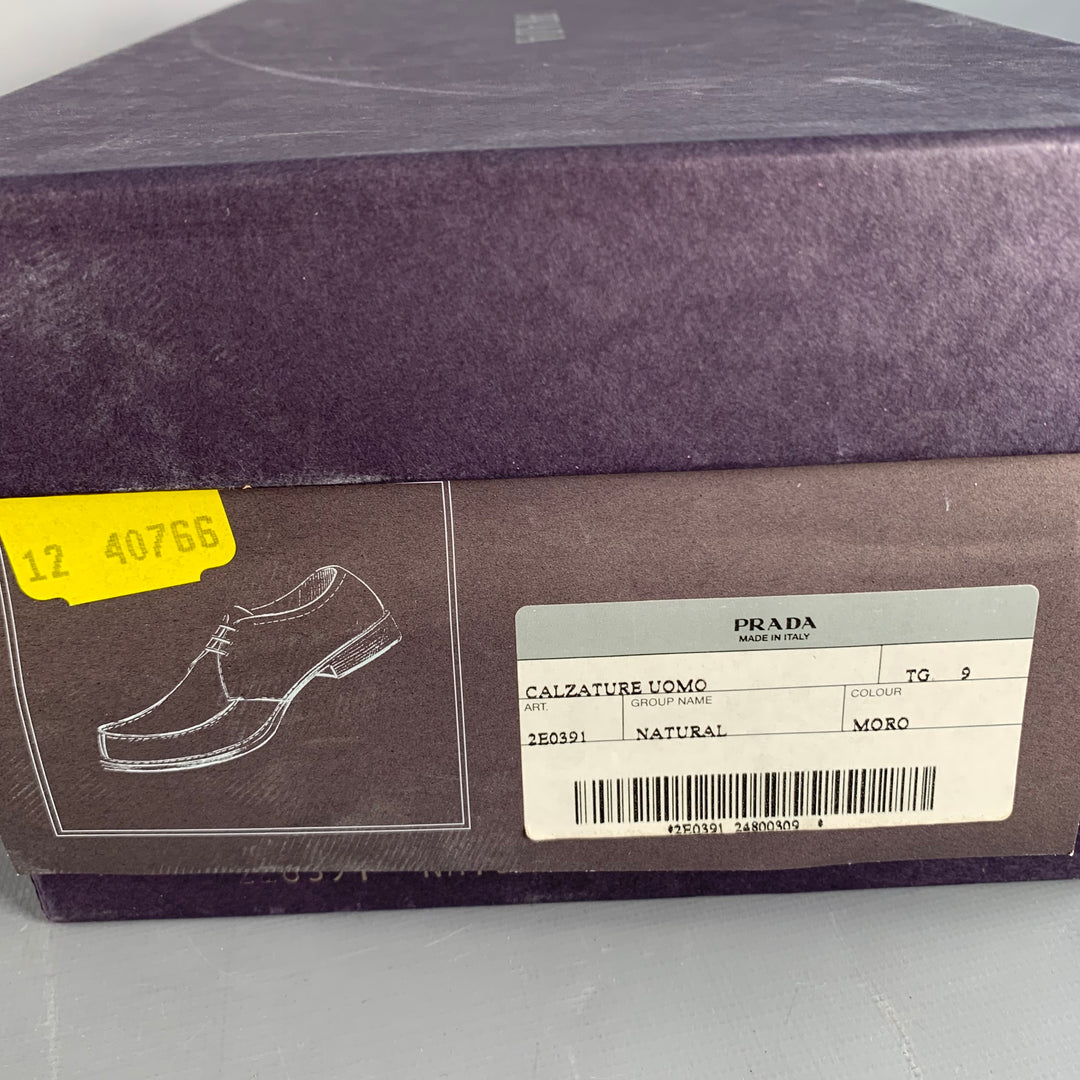 12 40766
PRADA
MADE IN ITALY
CALZATURE UOMO TG 9
ART. GROUP NAME COLOUR
2E0391 NATURAL MORO
*2E0391 24800309 *